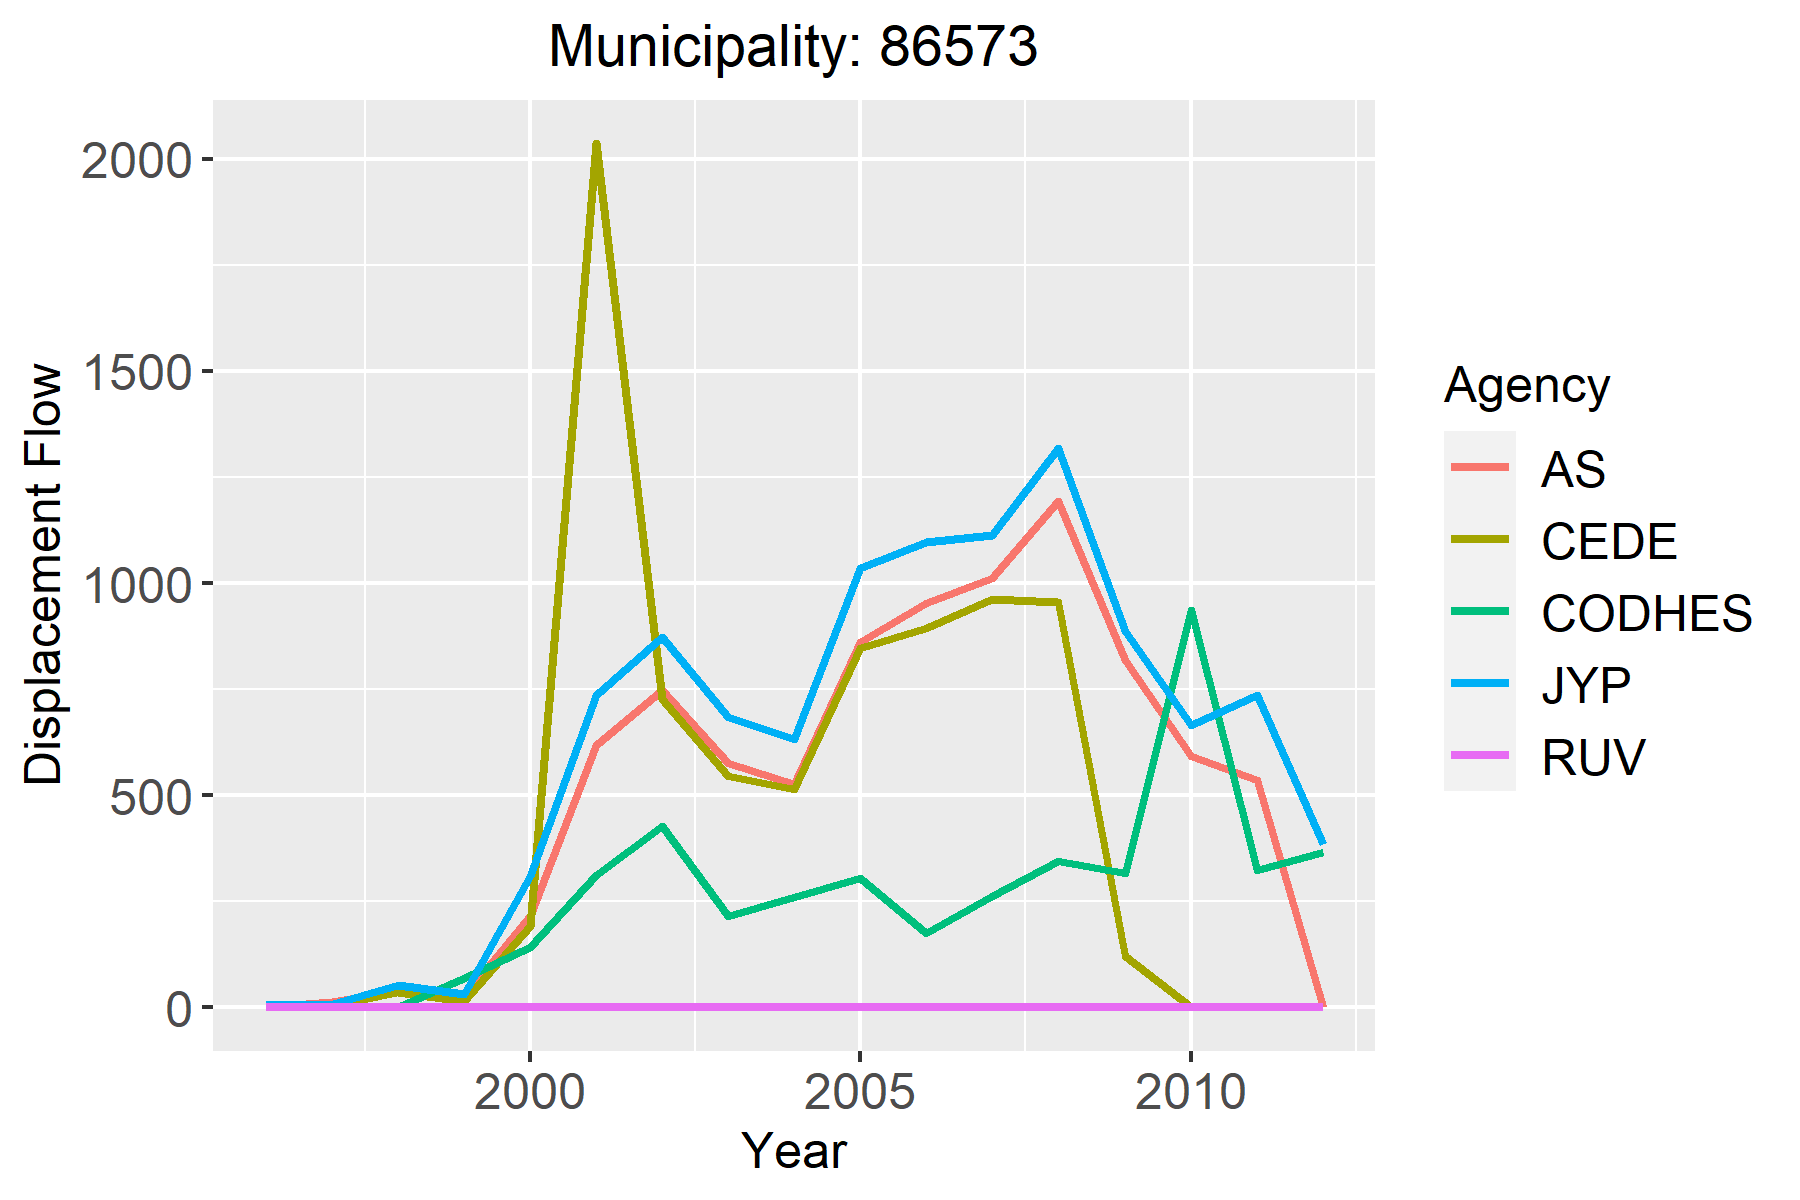 Municipality: 86573
2000
1500
1000
500
0
Displacement Flow
2000 2005 2010
Year
Agency
AS
CEDE
CODHES
JYP
RUV